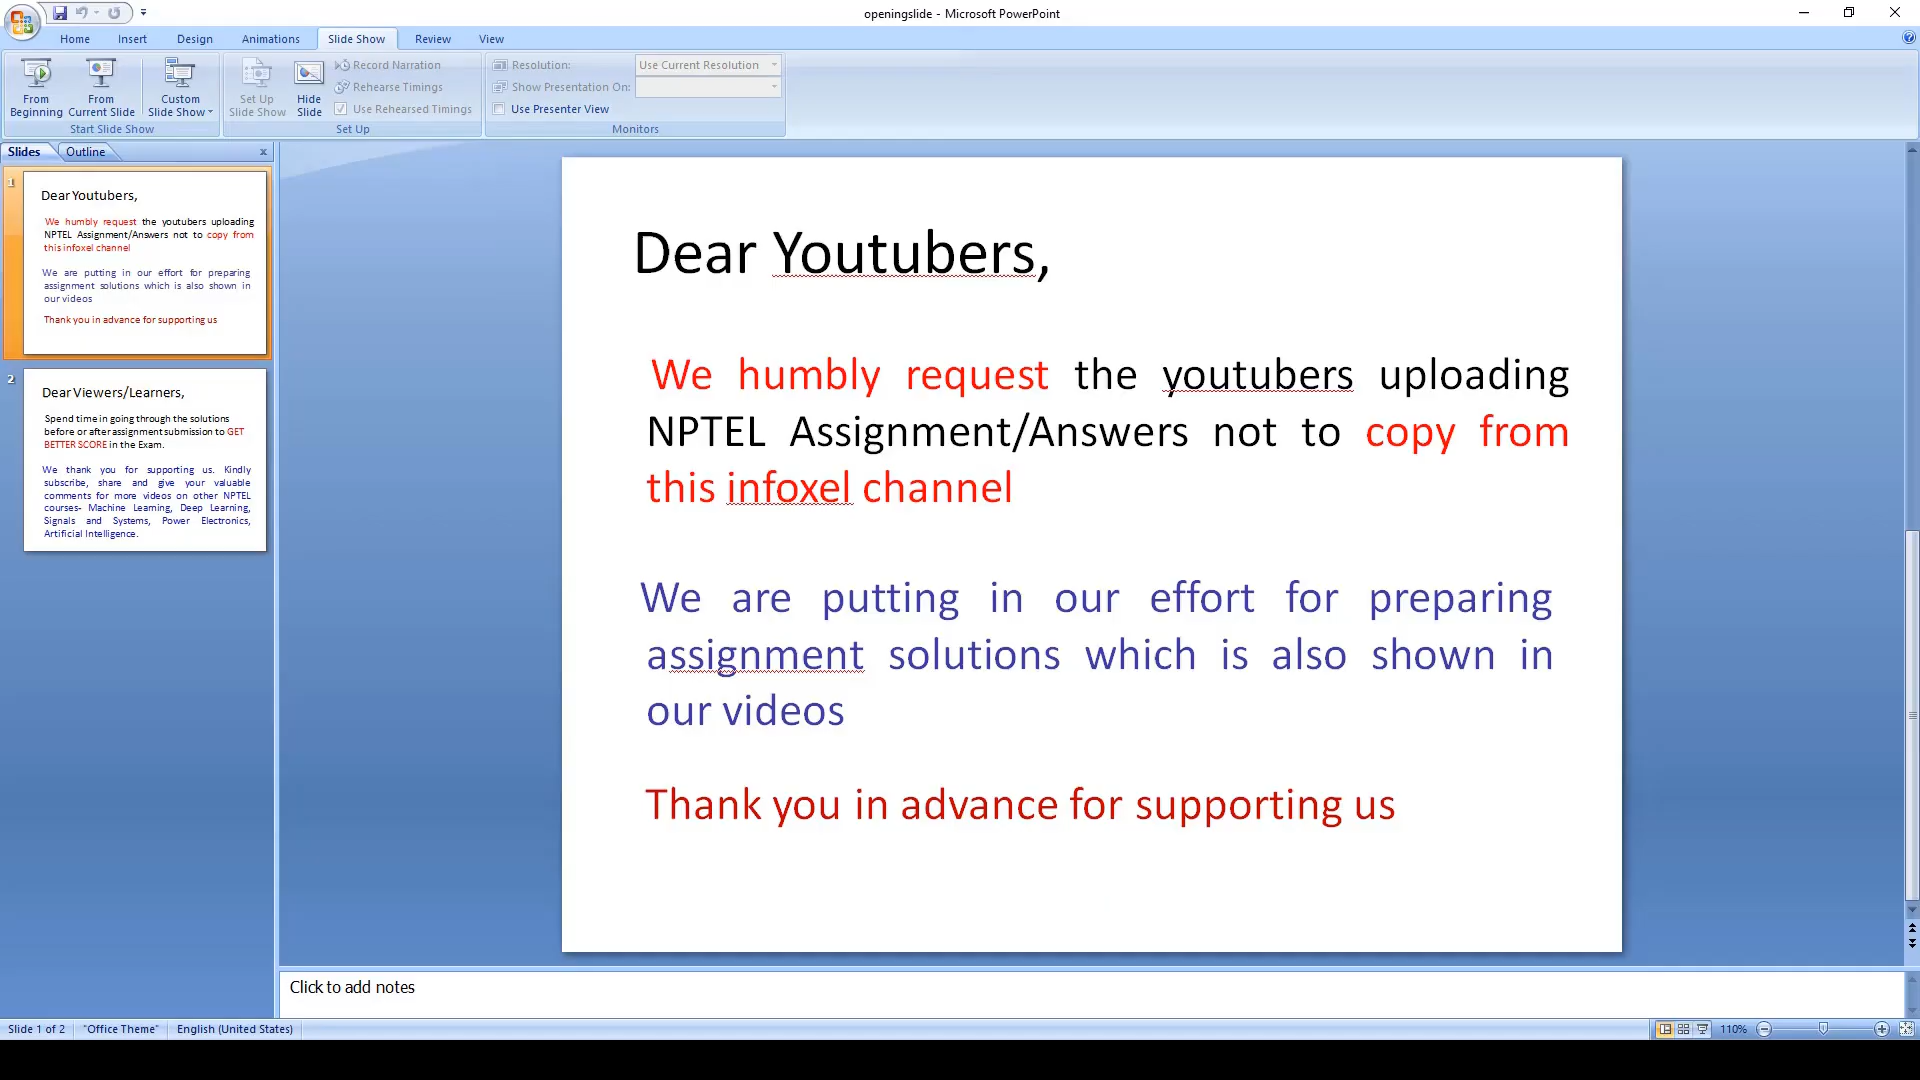 openingslide - Microsoft PowerPoint
Home Insert Design Animations Slide Show Review View
From Beginning
From Current Slide
Custom Slide Show
Start Slide Show
Set Up Slide Show
Hide Slide
Record Narration
Rehearse Timings
Use Rehearsed Timings
Set Up
Resolution: Use Current Resolution
Show Presentation On:
Use Presenter View
Monitors
Slides Outline
1
Dear Youtubers,
We humbly request the youtubers uploading
NPTEL Assignment/Answers not to copy from
this infoxel channel
We are putting in our effort for preparing
assignment solutions which is also shown in
our videos
Thank you in advance for supporting us
2
Dear Viewers/Learners,
Spend time in going through the solutions
before or after assignment submission to GET
BETTER SCORE in the Exam.
We thank you for supporting us. Kindly
subscribe, share and give your valuable
comments for more videos on other NPTEL
courses- Machine Learning, Deep Learning,
Signals and Systems, Power Electronics,
Artificial Intelligence.
Dear Youtubers,
We humbly request the youtubers uploading
NPTEL Assignment/Answers not to copy from
this infoxel channel
We are putting in our effort for preparing
assignment solutions which is also shown in
our videos
Thank you in advance for supporting us
Click to add notes
Slide 1 of 2 "Office Theme" English (United States) 110%